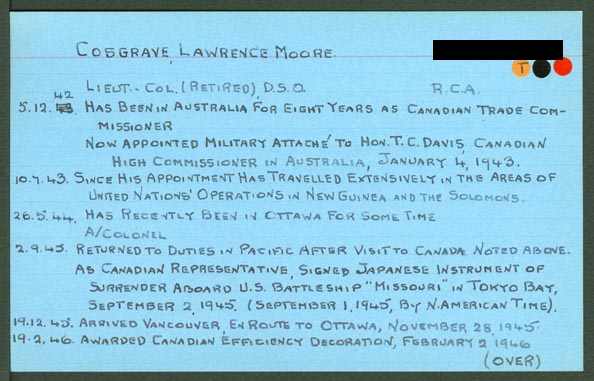 COSGRAVE, LAWRENCE MOORE.
T
LIEUT.-COL. (RETIRED), D.S.O. R.C.A.
5.12.42 HAS BEEN IN AUSTRALIA FOR EIGHT YEARS AS CANADIAN TRADE COM-
MISSIONER
NOW APPOINTED MILITARY ATTACHÉ TO HON. T.C. DAVIS, CANADIAN
HIGH COMMISSIONER IN AUSTRALIA, JANUARY 4, 1943.
10.7.43. SINCE HIS APPOINTMENT HAS TRAVELLED EXTENSIVELY IN THE AREAS OF
UNITED NATIONS' OPERATIONS IN NEW GUINEA AND THE SOLOMONS.
26.5.44. HAS RECENTLY BEEN IN OTTAWA FOR SOME TIME
A/COLONEL
2.9.45. RETURNED TO DUTIES IN PACIFIC AFTER VISIT TO CANADA NOTED ABOVE.
AS CANADIAN REPRESENTATIVE, SIGNED JAPANESE INSTRUMENT OF
SURRENDER ABOARD U.S. BATTLESHIP "MISSOURI" IN TOKYO BAY,
SEPTEMBER 2, 1945. (SEPTEMBER 1, 1945, BY N. AMERICAN TIME).
19.12.45. ARRIVED VANCOUVER, EN ROUTE TO OTTAWA, NOVEMBER 28, 1945.
19.2.46. AWARDED CANADIAN EFFICIENCY DECORATION, FEBRUARY 2, 1946
(OVER)